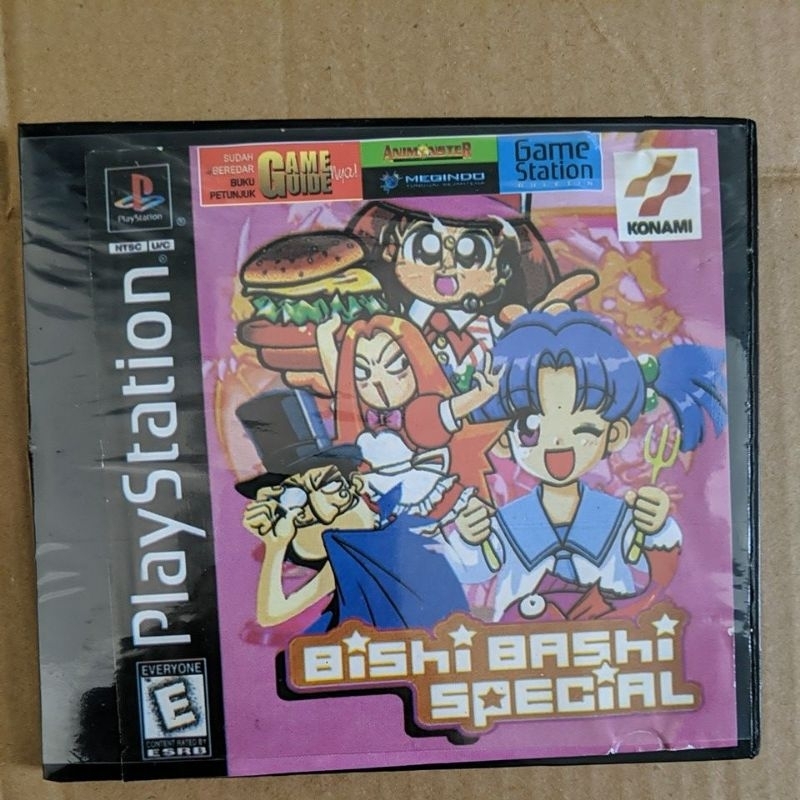 SUDAH
BEREDAR
BUKU
PETUNJUK
GAME
GUIDE
nya!
ANIMONSTER
MEGINDO
Game
Station
BULLETIN
KONAMI
PlayStation
NTSC U/C
PlayStation
BiSHi BASHi
SPECiAL
EVERYONE
E
CONTENT RATED BY
ESRB